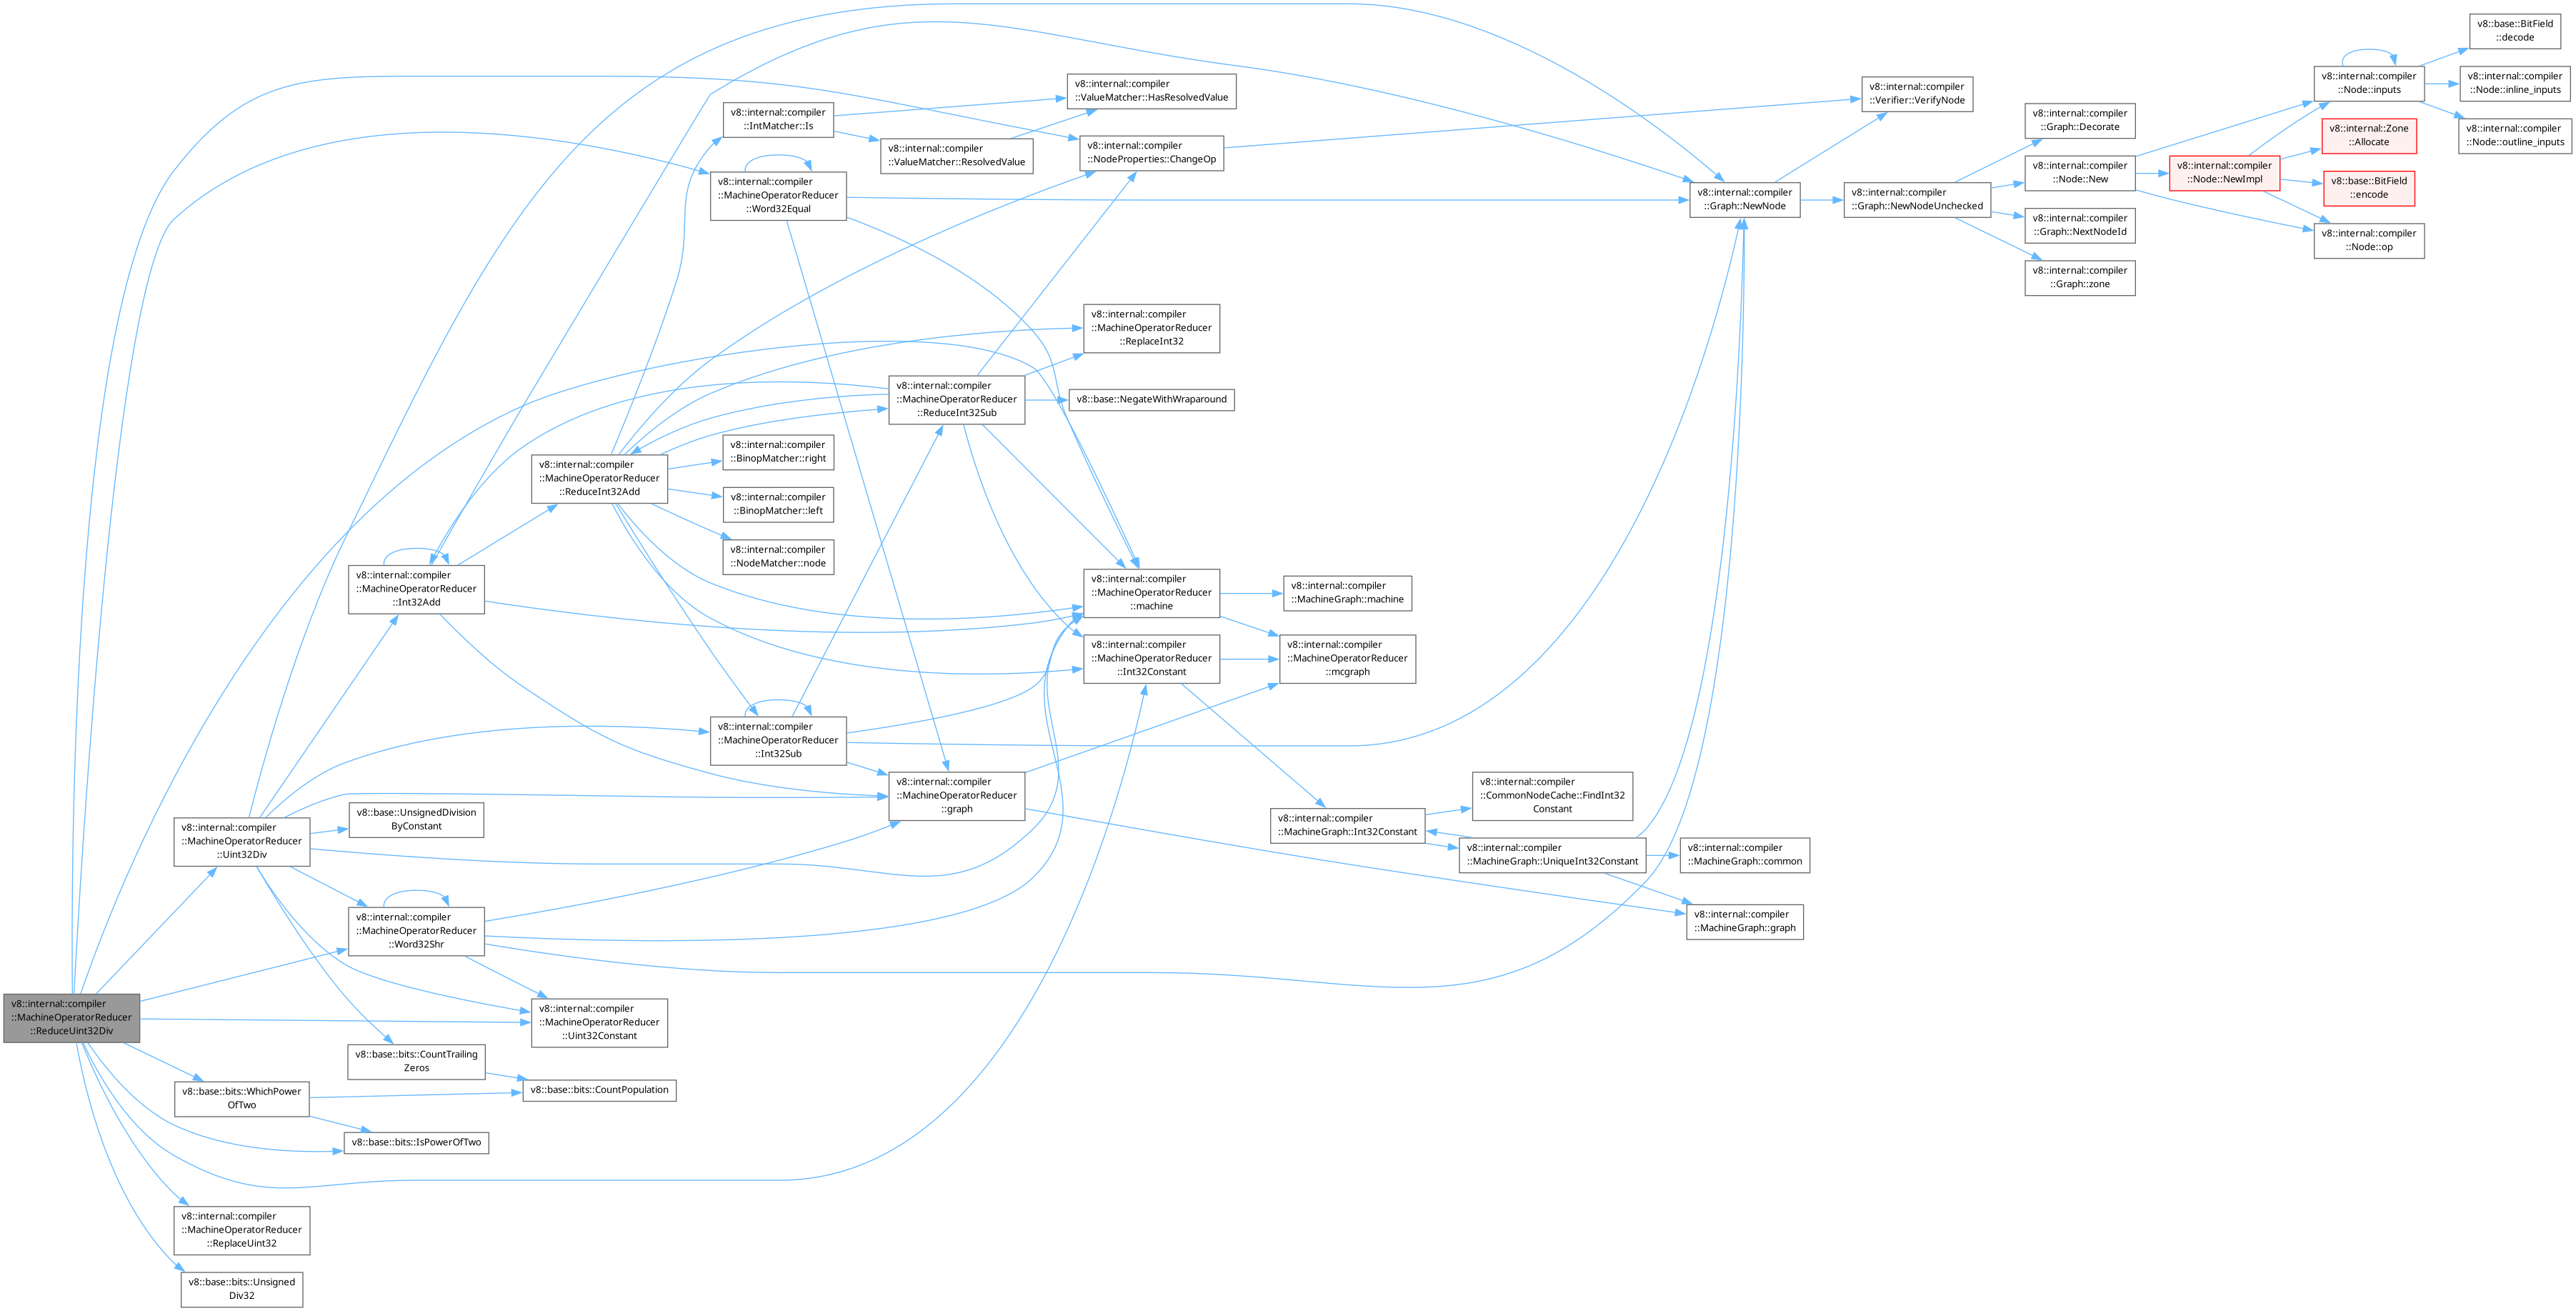 v8::internal::compiler
::MachineOperatorReducer
::ReduceUint32Div
v8::internal::compiler
::NodeProperties::ChangeOp
v8::internal::compiler
::Verifier::VerifyNode
v8::internal::compiler
::MachineOperatorReducer
::Int32Constant
v8::internal::compiler
::MachineOperatorReducer
::mcgraph
v8::internal::compiler
::MachineGraph::Int32Constant
v8::internal::compiler
::CommonNodeCache::FindInt32
Constant
v8::internal::compiler
::MachineGraph::UniqueInt32Constant
v8::internal::compiler
::MachineGraph::common
v8::internal::compiler
::MachineGraph::graph
v8::internal::compiler
::Graph::NewNode
v8::internal::compiler
::Graph::NewNodeUnchecked
v8::internal::compiler
::Graph::Decorate
v8::internal::compiler
::Node::New
v8::internal::compiler
::Graph::NextNodeId
v8::internal::compiler
::Graph::zone
v8::internal::compiler
::Node::inputs
v8::internal::compiler
::Node::NewImpl
v8::internal::compiler
::Node::op
v8::base::BitField
::decode
v8::internal::compiler
::Node::inline_inputs
v8::internal::compiler
::Node::outline_inputs
v8::internal::Zone
::Allocate
v8::base::BitField
::encode
v8::base::bits::IsPowerOfTwo
v8::internal::compiler
::MachineOperatorReducer
::machine
v8::internal::compiler
::MachineGraph::machine
v8::internal::compiler
::MachineOperatorReducer
::ReplaceUint32
v8::internal::compiler
::MachineOperatorReducer
::Uint32Constant
v8::internal::compiler
::MachineOperatorReducer
::Uint32Div
v8::base::bits::CountTrailing
Zeros
v8::base::bits::CountPopulation
v8::internal::compiler
::MachineOperatorReducer
::graph
v8::internal::compiler
::MachineOperatorReducer
::Int32Add
v8::internal::compiler
::MachineOperatorReducer
::ReduceInt32Add
v8::internal::compiler
::MachineOperatorReducer
::Int32Sub
v8::internal::compiler
::MachineOperatorReducer
::ReduceInt32Sub
v8::internal::compiler
::IntMatcher::Is
v8::internal::compiler
::ValueMatcher::HasResolvedValue
v8::internal::compiler
::ValueMatcher::ResolvedValue
v8::internal::compiler
::BinopMatcher::right
v8::internal::compiler
::BinopMatcher::left
v8::internal::compiler
::NodeMatcher::node
v8::internal::compiler
::MachineOperatorReducer
::ReplaceInt32
v8::base::NegateWithWraparound
v8::base::UnsignedDivision
ByConstant
v8::internal::compiler
::MachineOperatorReducer
::Word32Shr
v8::base::bits::Unsigned
Div32
v8::base::bits::WhichPower
OfTwo
v8::internal::compiler
::MachineOperatorReducer
::Word32Equal